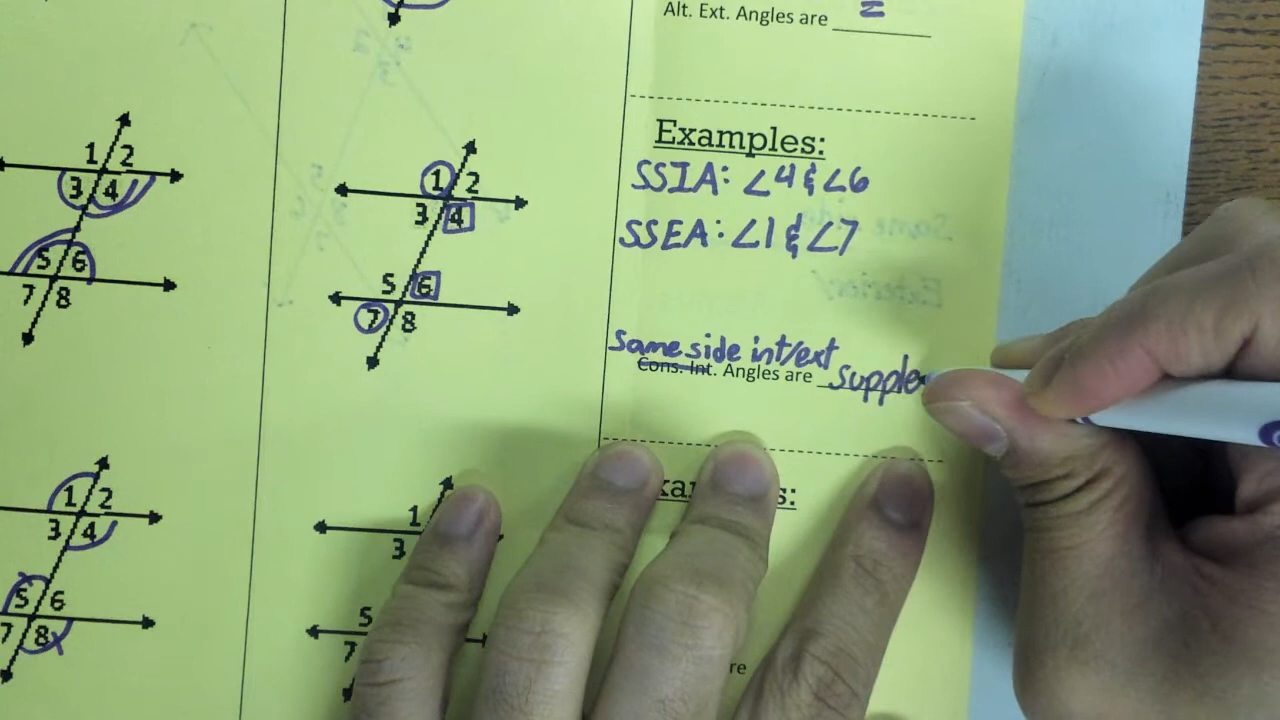 Alt. Ext. Angles are =
1 2
3 4
5 6
7 8
1 2
3 4
5 6
7 8
Examples:
SSIA: ∠4 & ∠6
SSEA: ∠1 & ∠7
same side int/ext
Cons. Int. Angles are supple
1 2
3 4
5 6
7 8
1
3
5
7